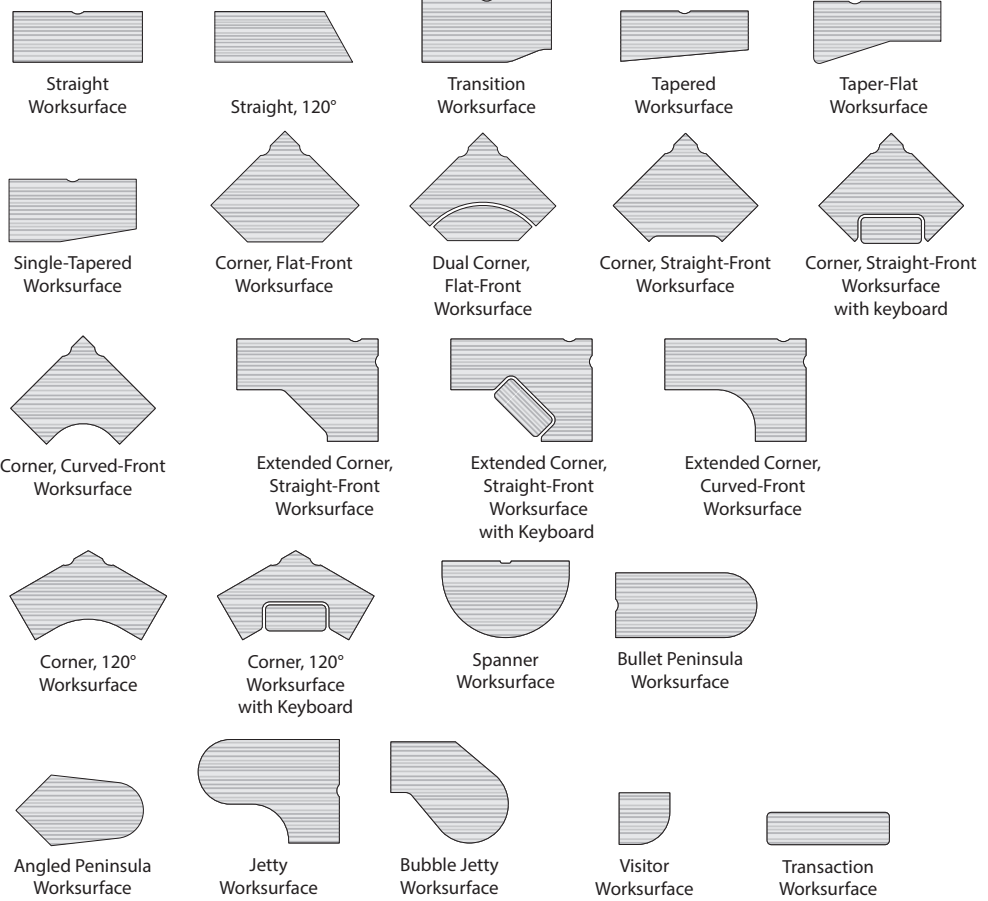 Straight
Worksurface
Straight, 120°
Transition
Worksurface
Tapered
Worksurface
Taper-Flat
Worksurface
Single-Tapered
Worksurface
Corner, Flat-Front
Worksurface
Dual Corner,
Flat-Front
Worksurface
Corner, Straight-Front
Worksurface
Corner, Straight-Front
Worksurface
with keyboard
Corner, Curved-Front
Worksurface
Extended Corner,
Straight-Front
Worksurface
Extended Corner,
Straight-Front
Worksurface
with Keyboard
Extended Corner,
Curved-Front
Worksurface
Corner, 120°
Worksurface
Corner, 120°
Worksurface
with Keyboard
Spanner
Worksurface
Bullet Peninsula
Worksurface
Angled Peninsula
Worksurface
Jetty
Worksurface
Bubble Jetty
Worksurface
Visitor
Worksurface
Transaction
Worksurface